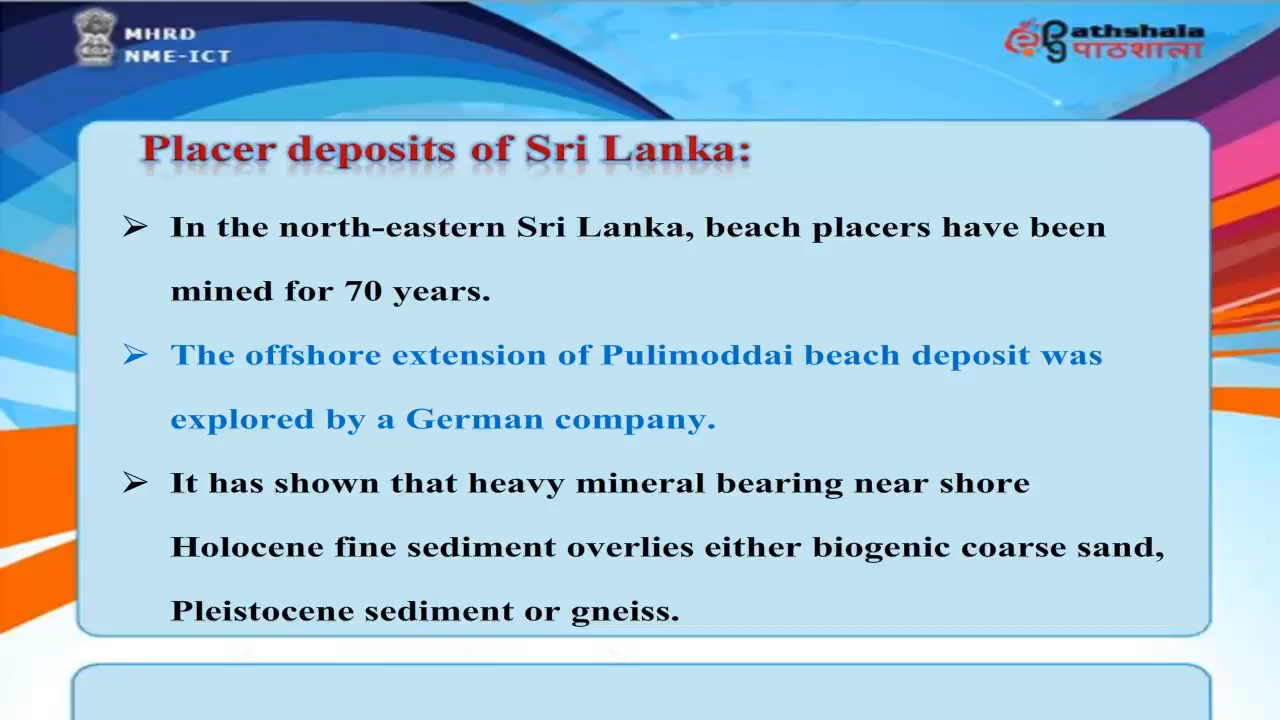 MHRD
NME-ICT
e pg athshala
पाठशाला
Placer deposits of Sri Lanka:
➢ In the north-eastern Sri Lanka, beach placers have been
mined for 70 years.
➢ The offshore extension of Pulimoddai beach deposit was
explored by a German company.
➢ It has shown that heavy mineral bearing near shore
Holocene fine sediment overlies either biogenic coarse sand,
Pleistocene sediment or gneiss.